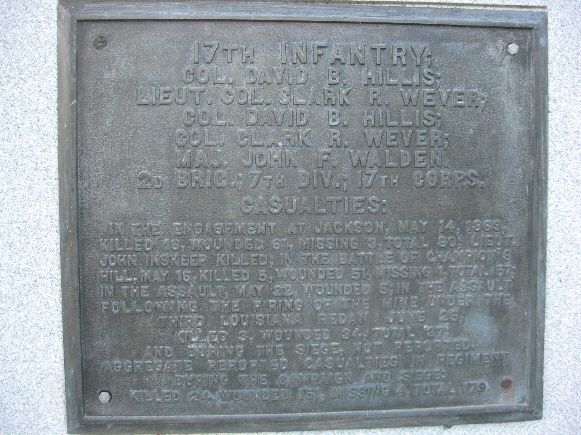 17TH INFANTRY;
COL. DAVID B. HILLIS;
LIEUT. COL. CLARK R. WEVER;
COL. DAVID B. HILLIS;
COL. CLARK R. WEVER;
MAJ. JOHN F. WALDEN.
2D BRIG.; 7TH DIV.; 17TH CORPS.
CASUALTIES:
IN THE ENGAGEMENT AT JACKSON, MAY 14, 1863,
KILLED 16, WOUNDED 61, MISSING 3, TOTAL 80; LIEUT.
JOHN INSKEEP KILLED; IN THE BATTLE OF CHAMPION'S
HILL, MAY 16, KILLED 5, WOUNDED 51, MISSING 1, TOTAL 57;
IN THE ASSAULT, MAY 22, WOUNDED 5; IN THE ASSAULT
FOLLOWING THE FIRING OF THE MINE UNDER THE
THIRD LOUISIANA REDAN JUNE 25,
KILLED 3, WOUNDED 34, TOTAL 37;
AND DURING THE SIEGE, NOT REPORTED.
AGGREGATE REPORTED CASUALTIES IN REGIMENT
DURING THE CAMPAIGN AND SIEGE:
KILLED 24, WOUNDED 151, MISSING 4, TOTAL 179.